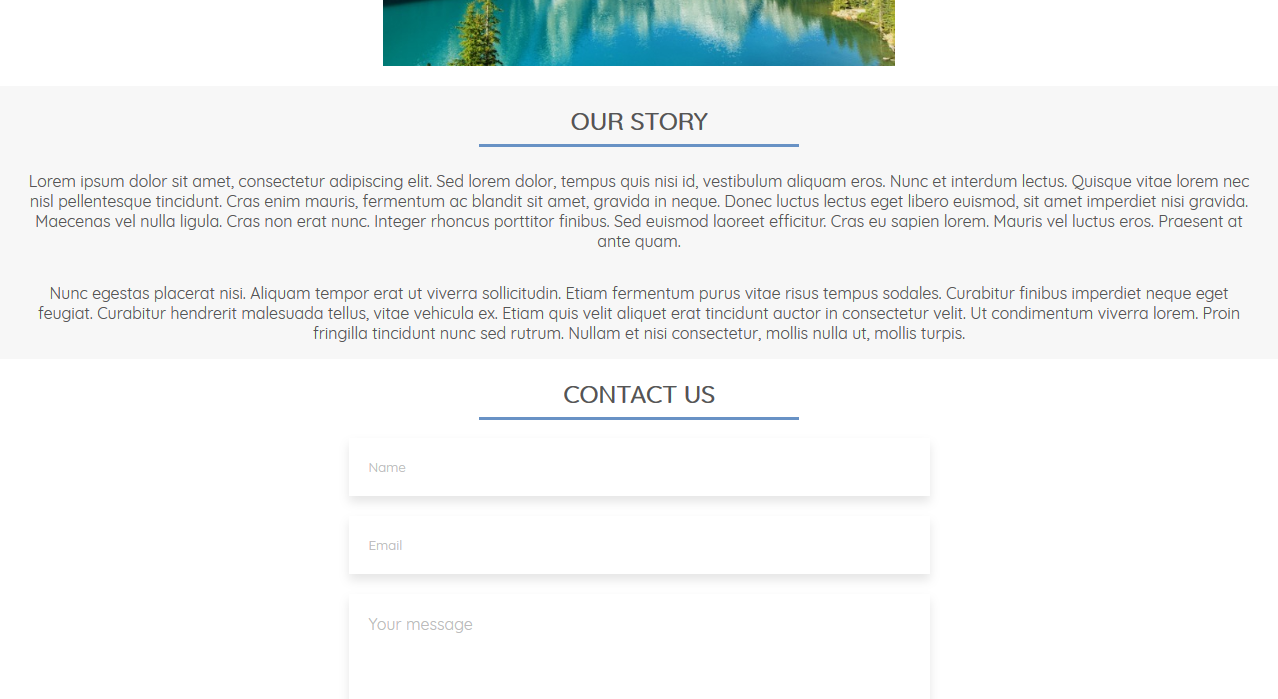 OUR STORY
Lorem ipsum dolor sit amet, consectetur adipiscing elit. Sed lorem dolor, tempus quis nisi id, vestibulum aliquam eros. Nunc et interdum lectus. Quisque vitae lorem nec
nisl pellentesque tincidunt. Cras enim mauris, fermentum ac blandit sit amet, gravida in neque. Donec luctus lectus eget libero euismod, sit amet imperdiet nisi gravida.
Maecenas vel nulla ligula. Cras non erat nunc. Integer rhoncus porttitor finibus. Sed euismod laoreet efficitur. Cras eu sapien lorem. Mauris vel luctus eros. Praesent at
ante quam.
Nunc egestas placerat nisi. Aliquam tempor erat ut viverra sollicitudin. Etiam fermentum purus vitae risus tempus sodales. Curabitur finibus imperdiet neque eget
feugiat. Curabitur hendrerit malesuada tellus, vitae vehicula ex. Etiam quis velit aliquet erat tincidunt auctor in consectetur velit. Ut condimentum viverra lorem. Proin
fringilla tincidunt nunc sed rutrum. Nullam et nisi consectetur, mollis nulla ut, mollis turpis.
CONTACT US
Name
Email
Your message